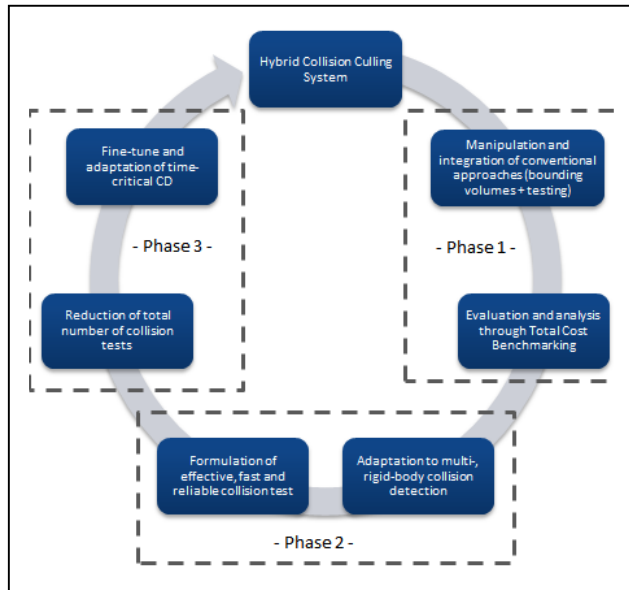 Hybrid Collision Culling
System
Manipulation and
integration of conventional
approaches (bounding
volumes + testing)
- Phase 1 -
Evaluation and analysis
through Total Cost
Benchmarking
Adaptation to multi-,
rigid-body collision
detection
- Phase 2 -
Formulation of
effective, fast and
reliable collision test
Reduction of total
number of collision
tests
- Phase 3 -
Fine-tune and
adaptation of time-
critical CD